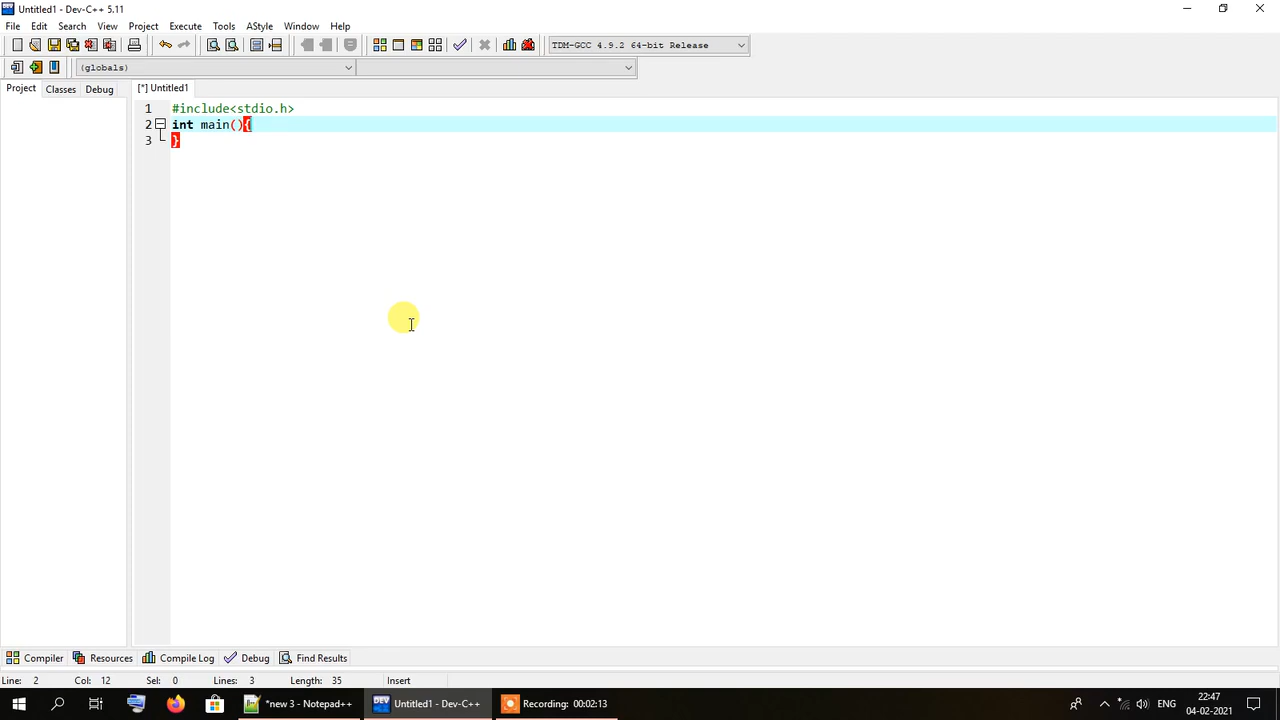 Untitled1 - Dev-C++ 5.11
File Edit Search View Project Execute Tools AStyle Window Help
TDM-GCC 4.9.2 64-bit Release
(globals)
Project Classes Debug [*] Untitled1
1 #include<stdio.h>
2 int main(){
3 }
Compiler Resources Compile Log Debug Find Results
Line: 2 Col: 12 Sel: 0 Lines: 3 Length: 35 Insert
*new 3 - Notepad++ DEV Untitled1 - Dev-C++ Recording: 00:02:13 ENG 22:47
04-02-2021